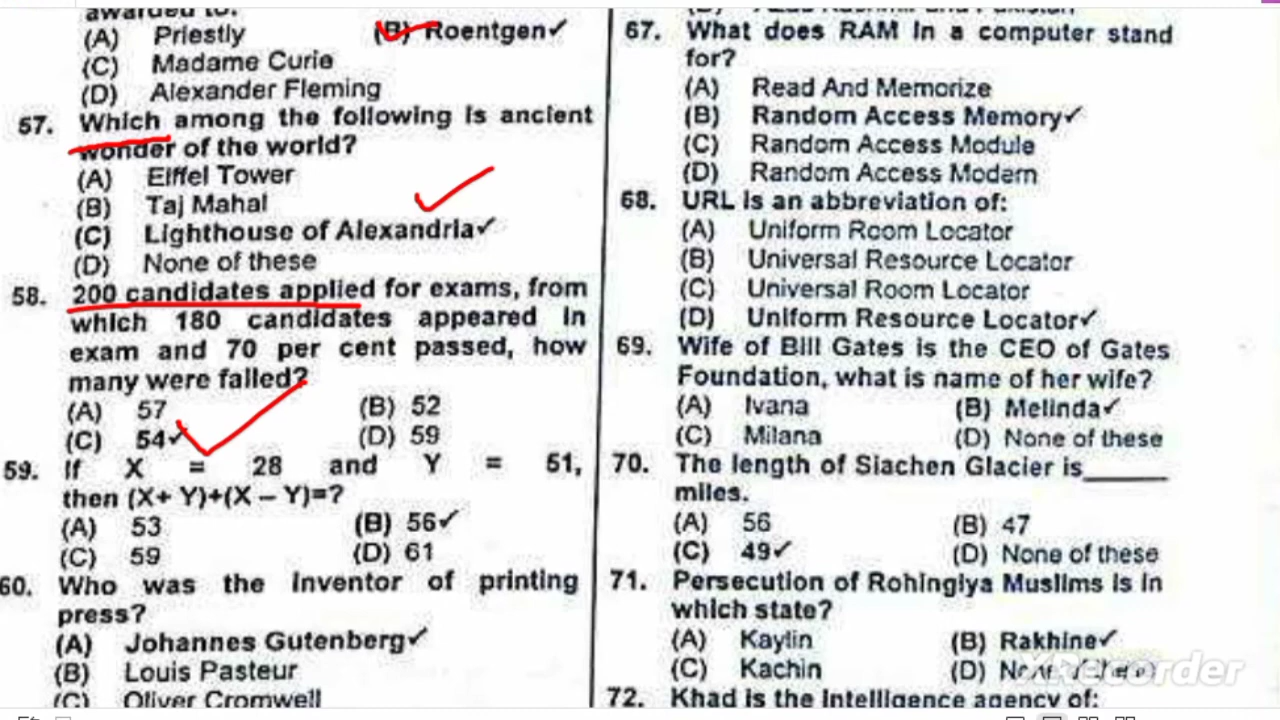 awarded to:
(A) Priestly (B) Roentgen✓
(C) Madame Curie
(D) Alexander Fleming
57. Which among the following is ancient
wonder of the world?
(A) Eiffel Tower
(B) Taj Mahal
(C) Lighthouse of Alexandria✓
(D) None of these
58. 200 candidates applied for exams, from
which 180 candidates appeared in
exam and 70 per cent passed, how
many were failed?
(A) 57 (B) 52
(C) 54✓ (D) 59
59. If X = 28 and Y = 51,
then (X+ Y)+(X – Y)=?
(A) 53 (B) 56✓
(C) 59 (D) 61
60. Who was the inventor of printing
press?
(A) Johannes Gutenberg✓
(B) Louis Pasteur
(C) Oliver Cromwell
67. What does RAM in a computer stand
for?
(A) Read And Memorize
(B) Random Access Memory✓
(C) Random Access Module
(D) Random Access Modem
68. URL is an abbreviation of:
(A) Uniform Room Locator
(B) Universal Resource Locator
(C) Universal Room Locator
(D) Uniform Resource Locator✓
69. Wife of Bill Gates is the CEO of Gates
Foundation, what is name of her wife?
(A) Ivana (B) Melinda✓
(C) Milana (D) None of these
70. The length of Siachen Glacier is______
miles.
(A) 56 (B) 47
(C) 49✓ (D) None of these
71. Persecution of Rohingiya Muslims is in
which state?
(A) Kaylin (B) Rakhine✓
(C) Kachin (D)
XRecorder
72. Khad is the intelligence agency of: